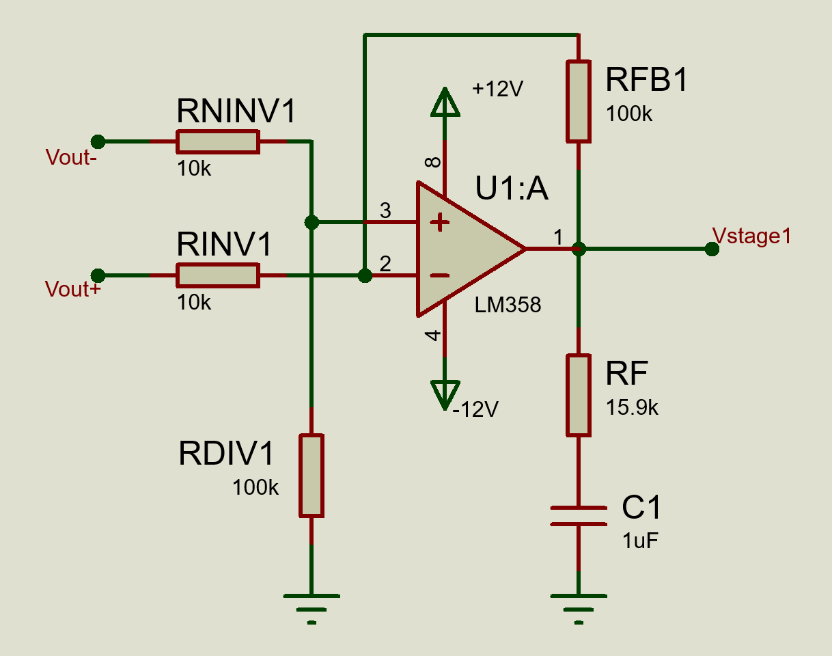 RFB1
100k
+12V
RNINV1
10k
Vout-
8
U1:A
3
+
1
Vstage1
RINV1
10k
Vout+
2
−
LM358
4
-12V
RF
15.9k
RDIV1
100k
C1
1uF